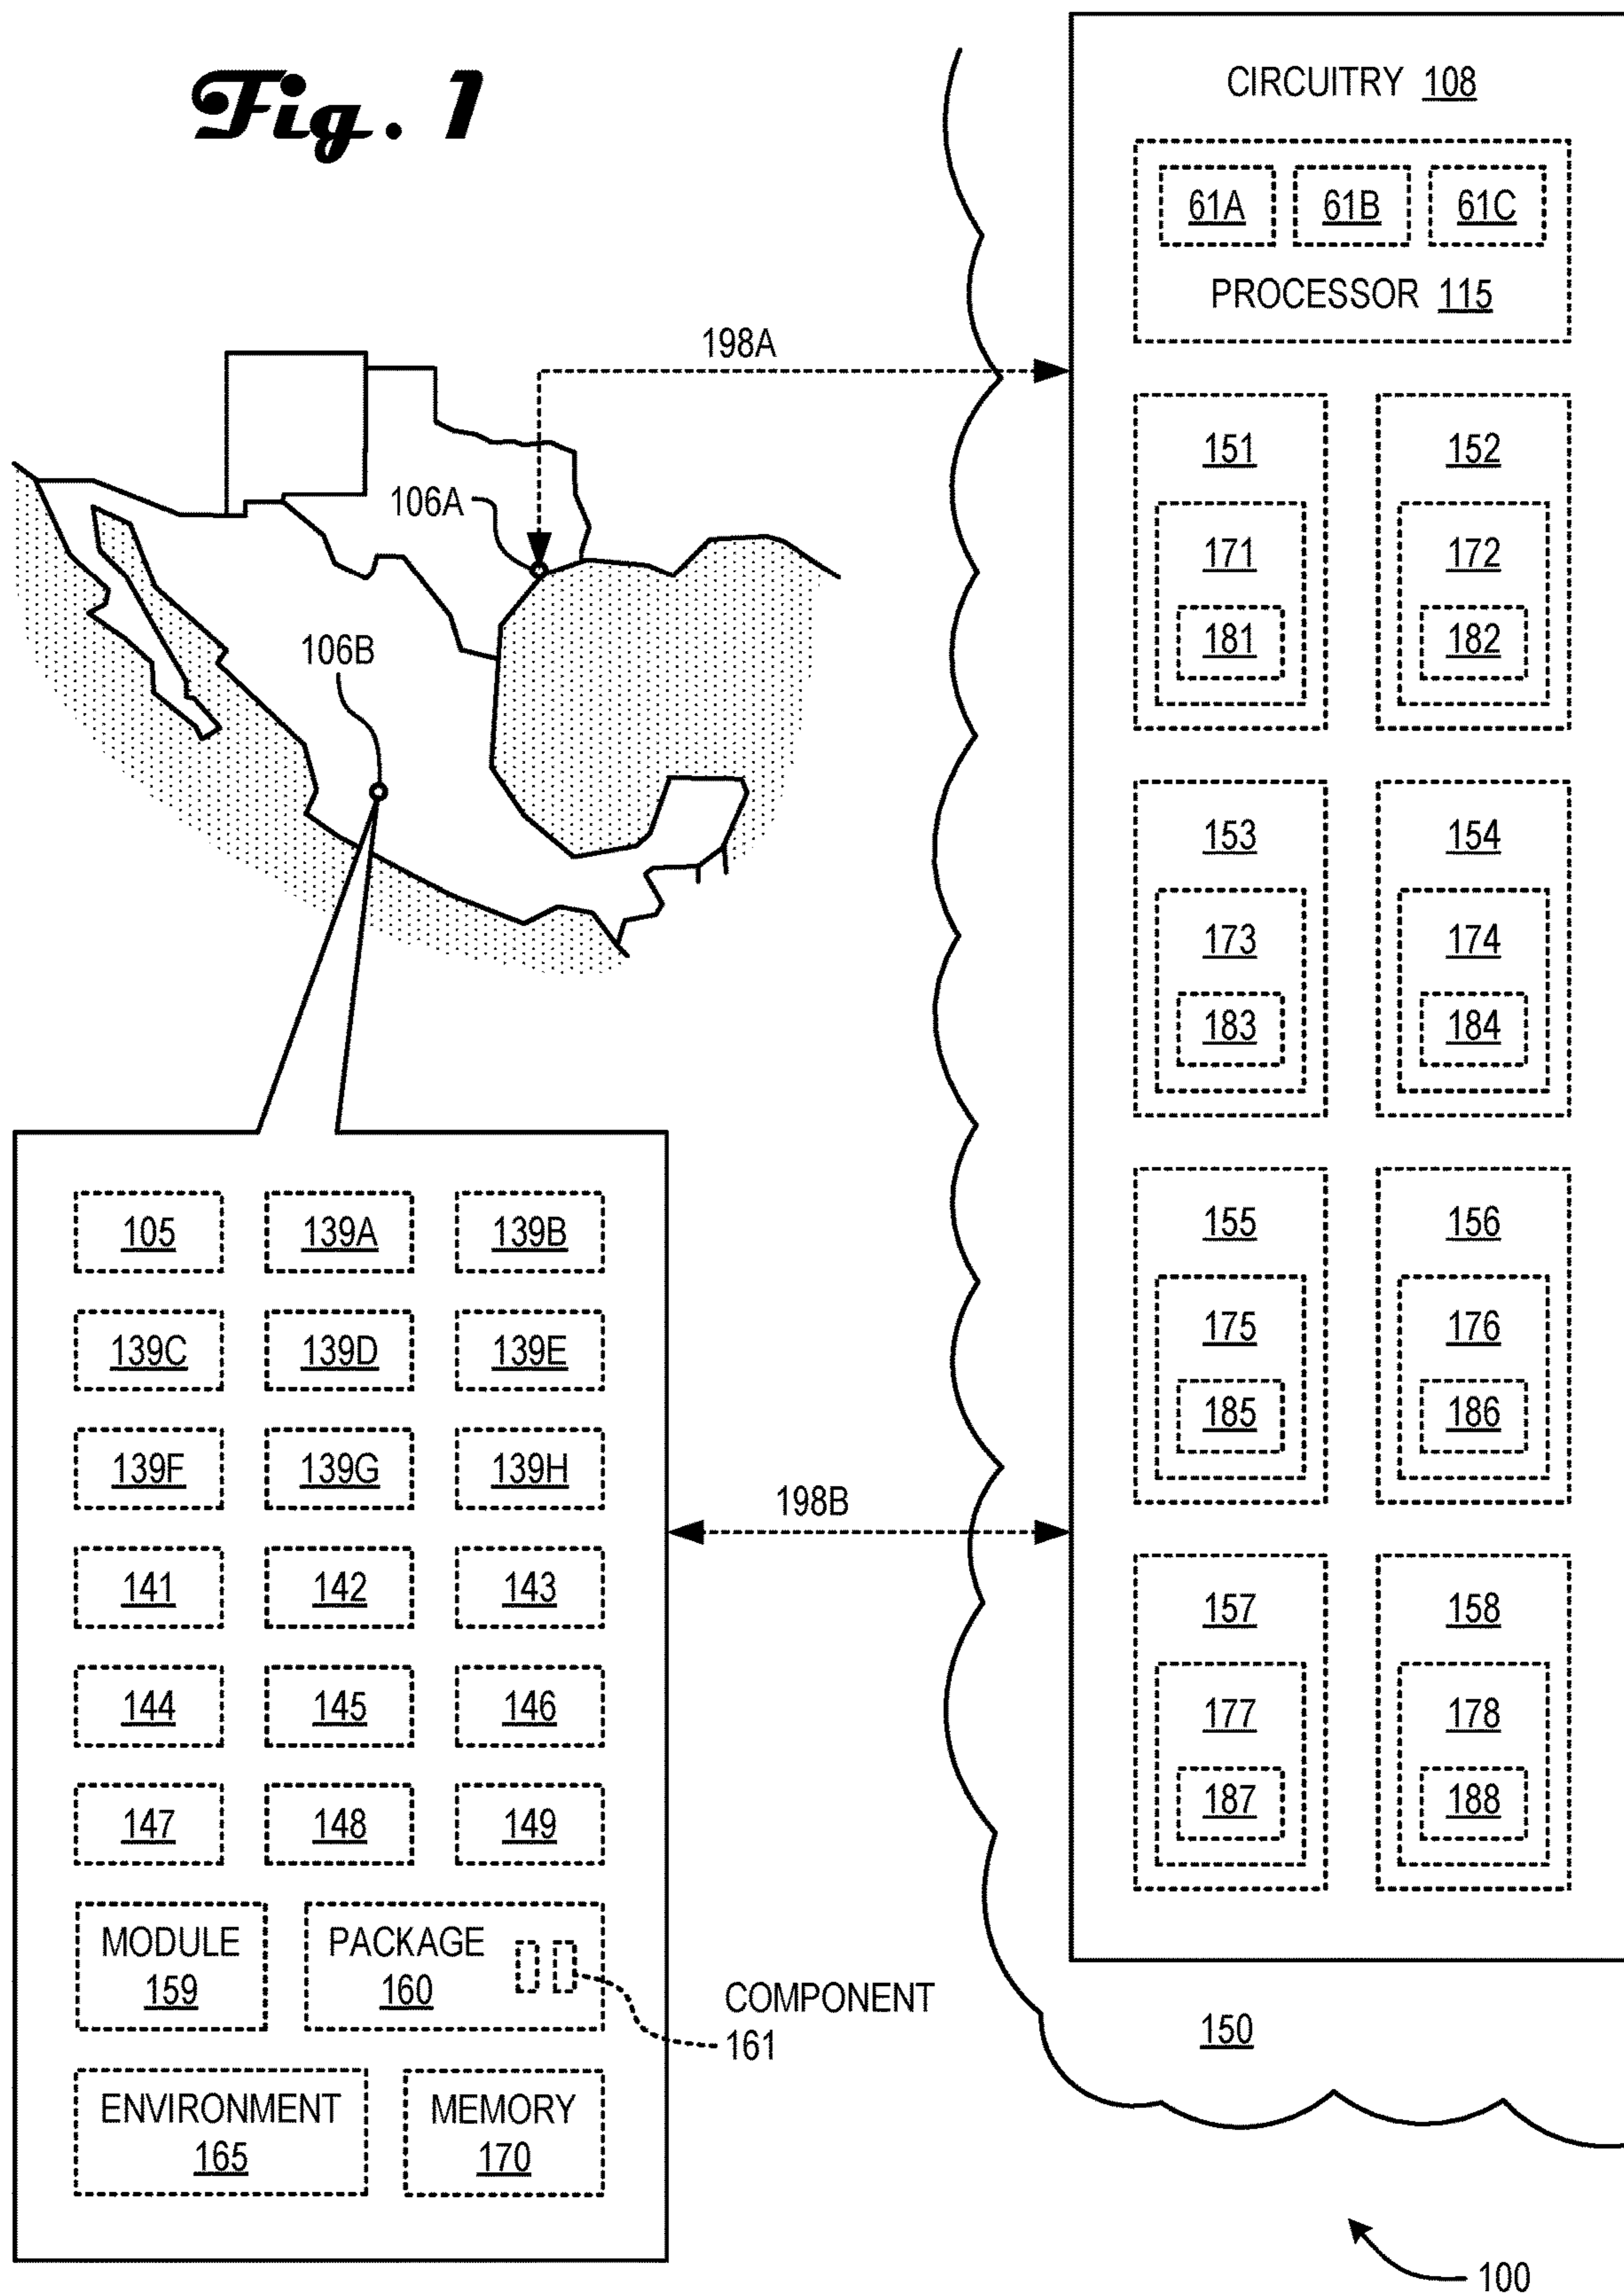 Fig. 1
CIRCUITRY 108
61A 61B 61C
PROCESSOR 115
198A
106A
106B
151 152
171 172
181 182
153 154
173 174
183 184
155 156
175 176
185 186
157 158
177 178
187 188
150
198B
105 139A 139B
139C 139D 139E
139F 139G 139H
141 142 143
144 145 146
147 148 149
MODULE
159
PACKAGE
160
COMPONENT
161
ENVIRONMENT
165
MEMORY
170
100